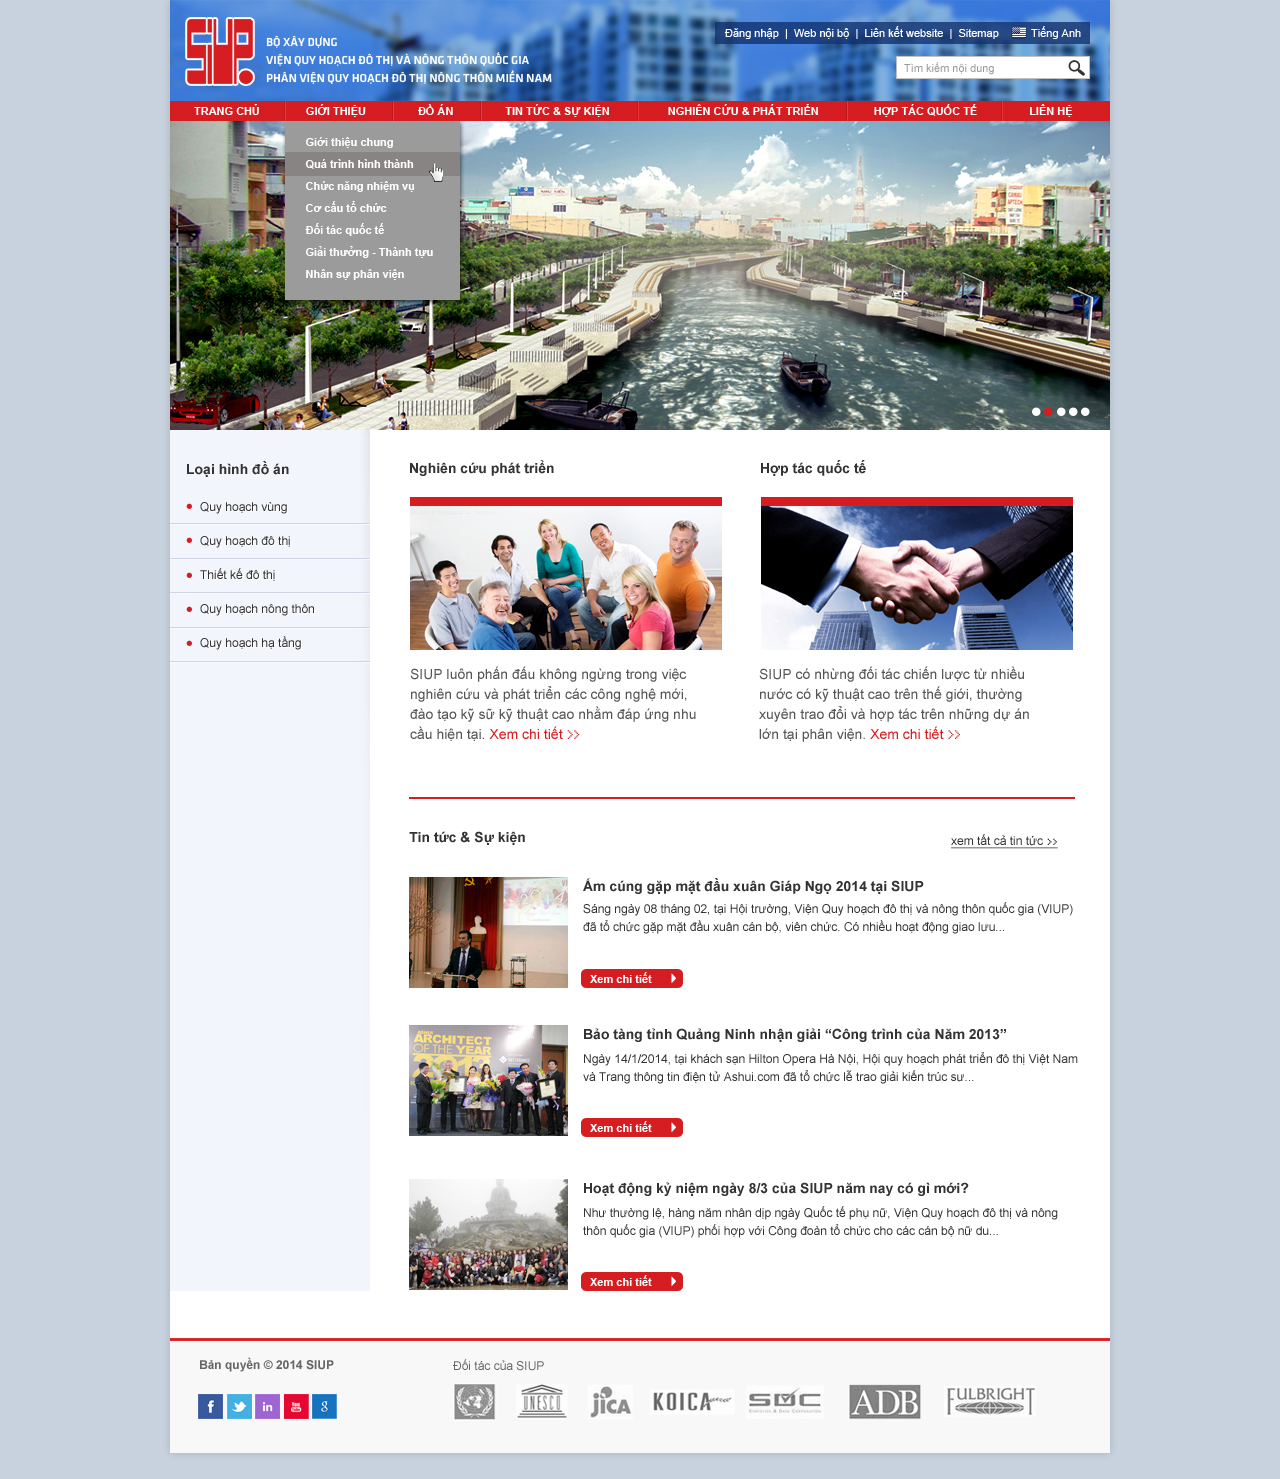 SIUP.
BỘ XÂY DỰNG
VIỆN QUY HOẠCH ĐÔ THỊ VÀ NÔNG THÔN QUỐC GIA
PHÂN VIỆN QUY HOẠCH ĐÔ THỊ NÔNG THÔN MIỀN NAM
Đăng nhập | Web nội bộ | Liên kết website | Sitemap Tiếng Anh
Tìm kiếm nội dung
TRANG CHỦ GIỚI THIỆU ĐỒ ÁN TIN TỨC & SỰ KIỆN NGHIÊN CỨU & PHÁT TRIỂN HỢP TÁC QUỐC TẾ LIÊN HỆ
Giới thiệu chung
Quá trình hình thành
Chức năng nhiệm vụ
Cơ cấu tổ chức
Đối tác quốc tế
Giải thưởng - Thành tựu
Nhân sự phân viện
Loại hình đồ án
Quy hoạch vùng
Quy hoạch đô thị
Thiết kế đô thị
Quy hoạch nông thôn
Quy hoạch hạ tầng
Nghiên cứu phát triển
SIUP luôn phấn đấu không ngừng trong việc
nghiên cứu và phát triển các công nghệ mới,
đào tạo kỹ sữ kỹ thuật cao nhằm đáp ứng nhu
cầu hiện tại. Xem chi tiết >>
Hợp tác quốc tế
SIUP có những đối tác chiến lược từ nhiều
nước có kỹ thuật cao trên thế giới, thường
xuyên trao đổi và hợp tác trên những dự án
lớn tại phân viện. Xem chi tiết >>
Tin tức & Sự kiện
xem tất cả tin tức >>
Ấm cúng gặp mặt đầu xuân Giáp Ngọ 2014 tại SIUP
Sáng ngày 08 tháng 02, tại Hội trường, Viện Quy hoạch đô thị và nông thôn quốc gia (VIUP)
đã tổ chức gặp mặt đầu xuân cán bộ, viên chức. Có nhiều hoạt động giao lưu...
Xem chi tiết
ARCHITECT
OF THE YEAR
2013
Bảo tàng tỉnh Quảng Ninh nhận giải “Công trình của Năm 2013”
Ngày 14/1/2014, tại khách sạn Hilton Opera Hà Nội, Hội quy hoạch phát triển đô thị Việt Nam
và Trang thông tin điện tử Ashui.com đã tổ chức lễ trao giải kiến trúc sư...
Xem chi tiết
Hoạt động kỷ niệm ngày 8/3 của SIUP năm nay có gì mới?
Như thường lệ, hàng năm nhân dịp ngày Quốc tế phụ nữ, Viện Quy hoạch đô thị và nông
thôn quốc gia (VIUP) phối hợp với Công đoàn tổ chức cho các cán bộ nữ du...
Xem chi tiết
Bản quyền © 2014 SIUP
f in You Tube 8
Đối tác của SIUP
UNESCO
jICA
KOICA
ADB
FULBRIGHT